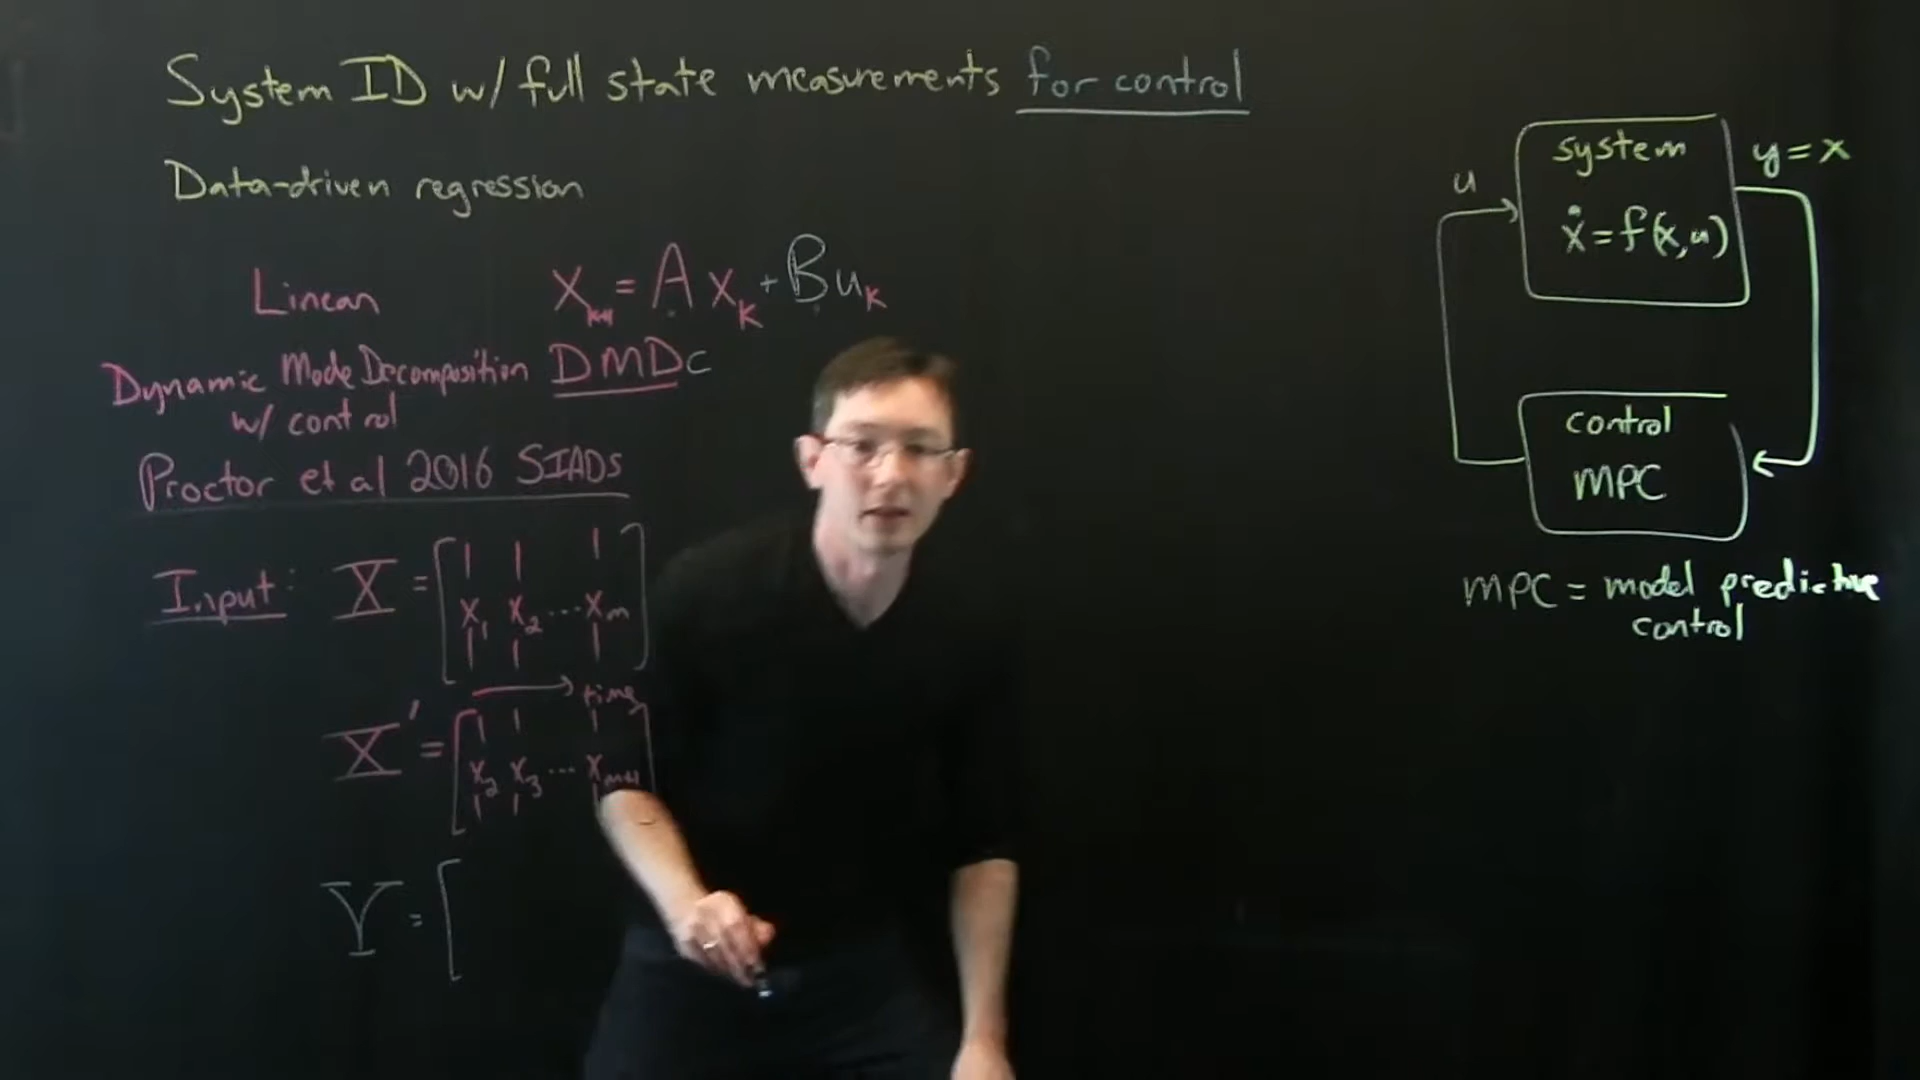 System ID w/ full state measurements for control
Data-driven regression
Linear x_{k+1} = A x_k + B u_k
Dynamic Mode Decomposition DMDc
w/ control
Proctor et al 2016 SIADS
Input: X = [ x_1 x_2 ... x_m ]
time
X' = [ x_2 x_3 ... x_{m+1} ]
Υ = [
system
ẋ = f(x,u)
u
y = x
control
MPC
MPC = model predictive
control